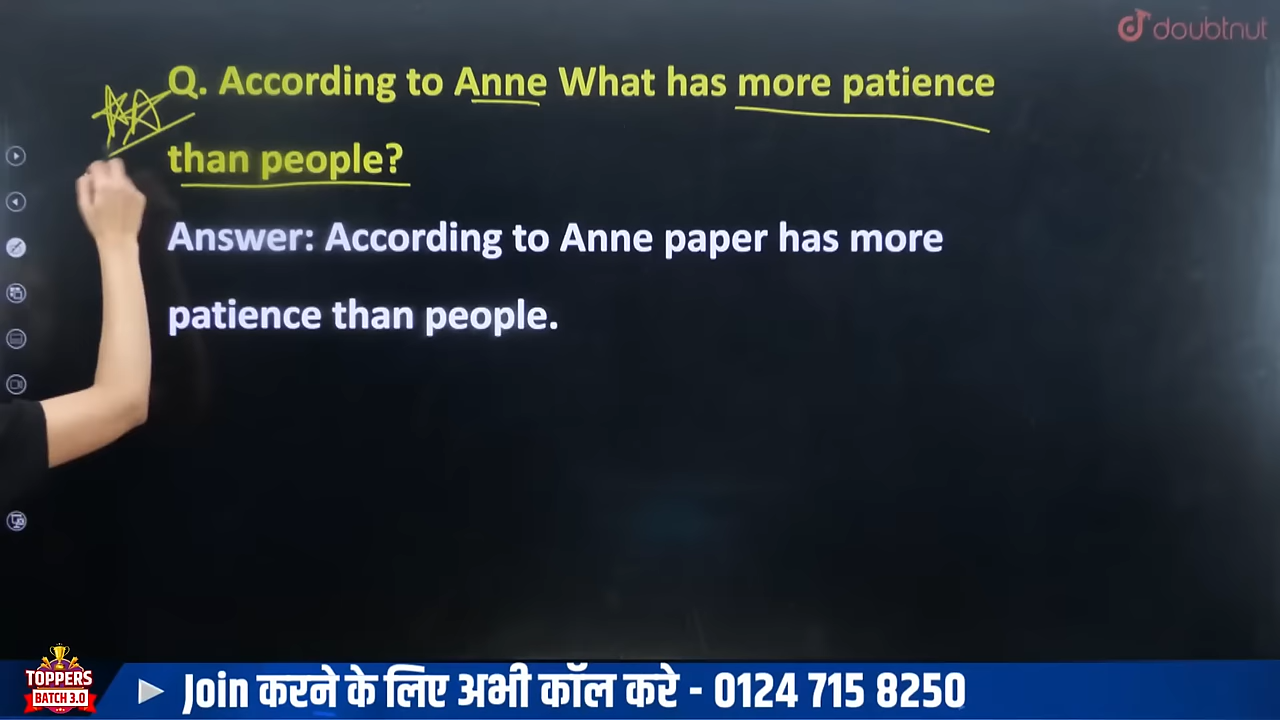 doubtnut
Q. According to Anne What has more patience
than people?
Answer: According to Anne paper has more
patience than people.
TOPPERS
BATCH 3.0
Join करने के लिए अभी कॉल करे - 0124 715 8250